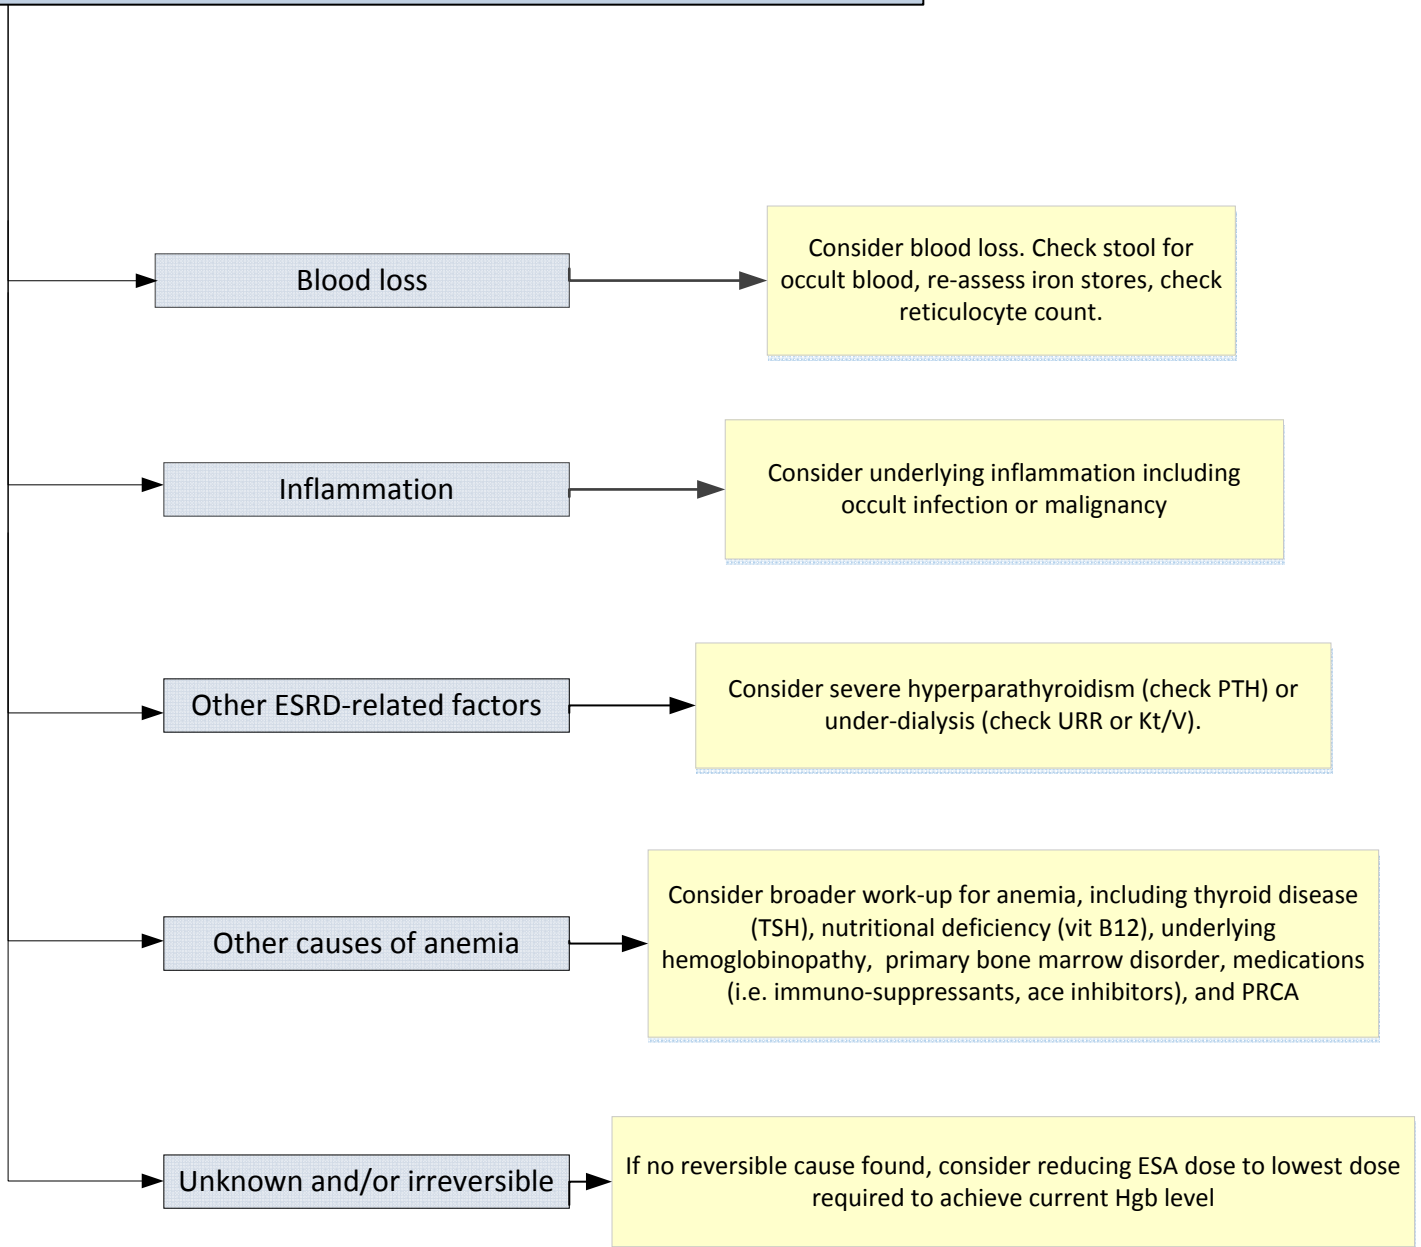 Blood loss
Consider blood loss. Check stool for
occult blood, re-assess iron stores, check
reticulocyte count.
Inflammation
Consider underlying inflammation including
occult infection or malignancy
Other ESRD-related factors
Consider severe hyperparathyroidism (check PTH) or
under-dialysis (check URR or Kt/V).
Other causes of anemia
Consider broader work-up for anemia, including thyroid disease
(TSH), nutritional deficiency (vit B12), underlying
hemoglobinopathy,  primary bone marrow disorder, medications
(i.e. immuno-suppressants, ace inhibitors), and PRCA
Unknown and/or irreversible
If no reversible cause found, consider reducing ESA dose to lowest dose
required to achieve current Hgb level